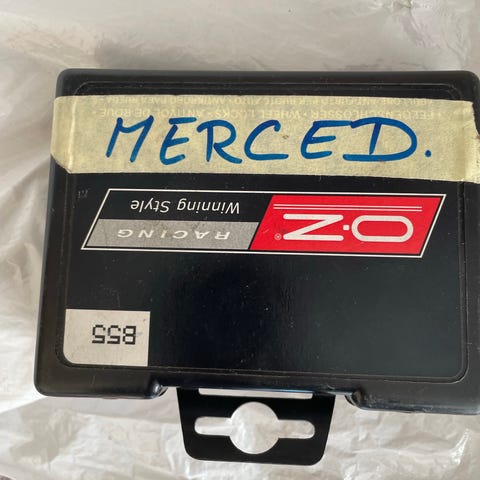 MERCED.
O·Z®
RACING
Winning Style
B55